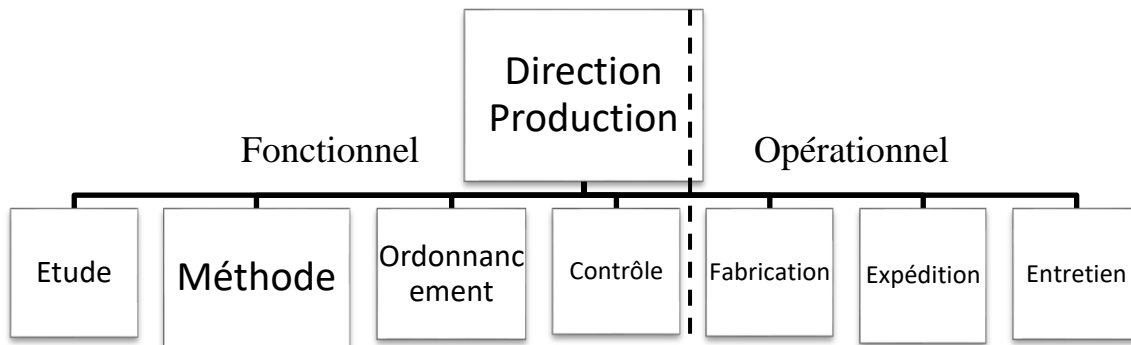 Direction
Production
Fonctionnel
Opérationnel
Etude
Méthode
Ordonnanc
ement
Contrôle
Fabrication
Expédition
Entretien